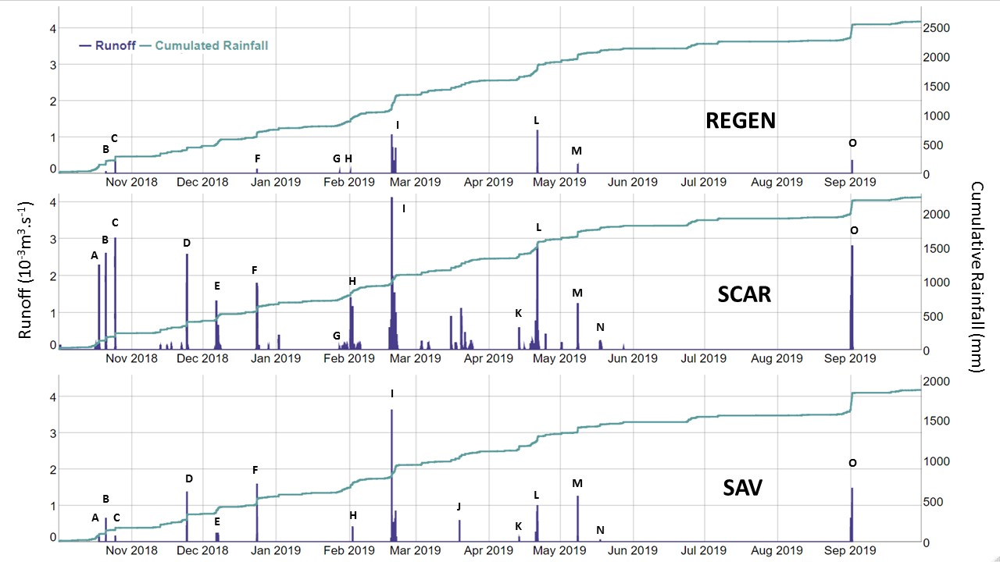 4 2500
Runoff Cumulated Rainfall
3 2000
2 1500
REGEN 1000
I L
C B M O 500
1
F G H
0 0
Nov 2018 Dec 2018 Jan 2019 Feb 2019 Mar 2019 Apr 2019 May 2019 Jun 2019 Jul 2019 Aug 2019 Sep 2019
Runoff (10⁻³m³.s⁻¹)
Cumulative Rainfall (mm)
4 I 2000
A B C D L O
3 1500
E F H SCAR
2 1000
M
1 K 500
G N
0 0
Nov 2018 Dec 2018 Jan 2019 Feb 2019 Mar 2019 Apr 2019 May 2019 Jun 2019 Jul 2019 Aug 2019 Sep 2019
2000
4 I
3 1500
2 F O 1000
D SAV
B L M
1 J 500
A C E H K N
0 0
Nov 2018 Dec 2018 Jan 2019 Feb 2019 Mar 2019 Apr 2019 May 2019 Jun 2019 Jul 2019 Aug 2019 Sep 2019